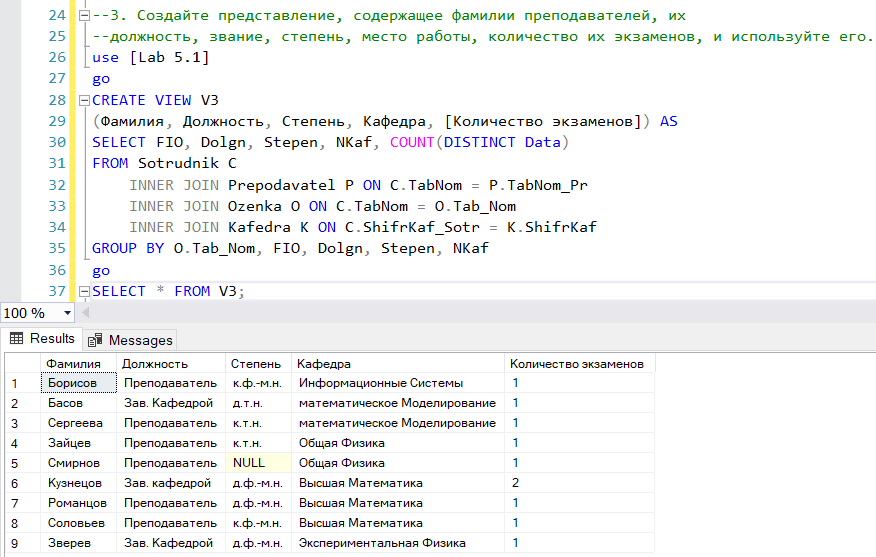 24 --3. Создайте представление, содержащее фамилии преподавателей, их
25 --должность, звание, степень, место работы, количество их экзаменов, и используйте его.
26 use [Lab 5.1]
27 go
28 CREATE VIEW V3
29 (Фамилия, Должность, Степень, Кафедра, [Количество экзаменов]) AS
30 SELECT FIO, Dolgn, Stepen, NKaf, COUNT(DISTINCT Data)
31 FROM Sotrudnik C
32 INNER JOIN Prepodavatel P ON C.TabNom = P.TabNom_Pr
33 INNER JOIN Ozenka O ON C.TabNom = O.Tab_Nom
34 INNER JOIN Kafedra K ON C.ShifrKaf_Sotr = K.ShifrKaf
35 GROUP BY O.Tab_Nom, FIO, Dolgn, Stepen, NKaf
36 go
37 SELECT * FROM V3;
100 %
Results Messages
Фамилия Должность Степень Кафедра Количество экзаменов
1 Борисов Преподаватель к.ф.-м.н. Информационные Системы 1
2 Басов Зав. Кафедрой д.т.н. математическое Моделирование 1
3 Сергеева Преподаватель к.т.н. математическое Моделирование 1
4 Зайцев Преподаватель к.т.н. Общая Физика 1
5 Смирнов Преподаватель NULL Общая Физика 1
6 Кузнецов Зав. кафедрой д.ф.-м.н. Высшая Математика 2
7 Романцов Преподаватель д.ф.-м.н. Высшая Математика 1
8 Соловьев Преподаватель к.ф.-м.н. Высшая Математика 1
9 Зверев Зав. Кафедрой д.ф.-м.н. Экспериментальная Физика 1